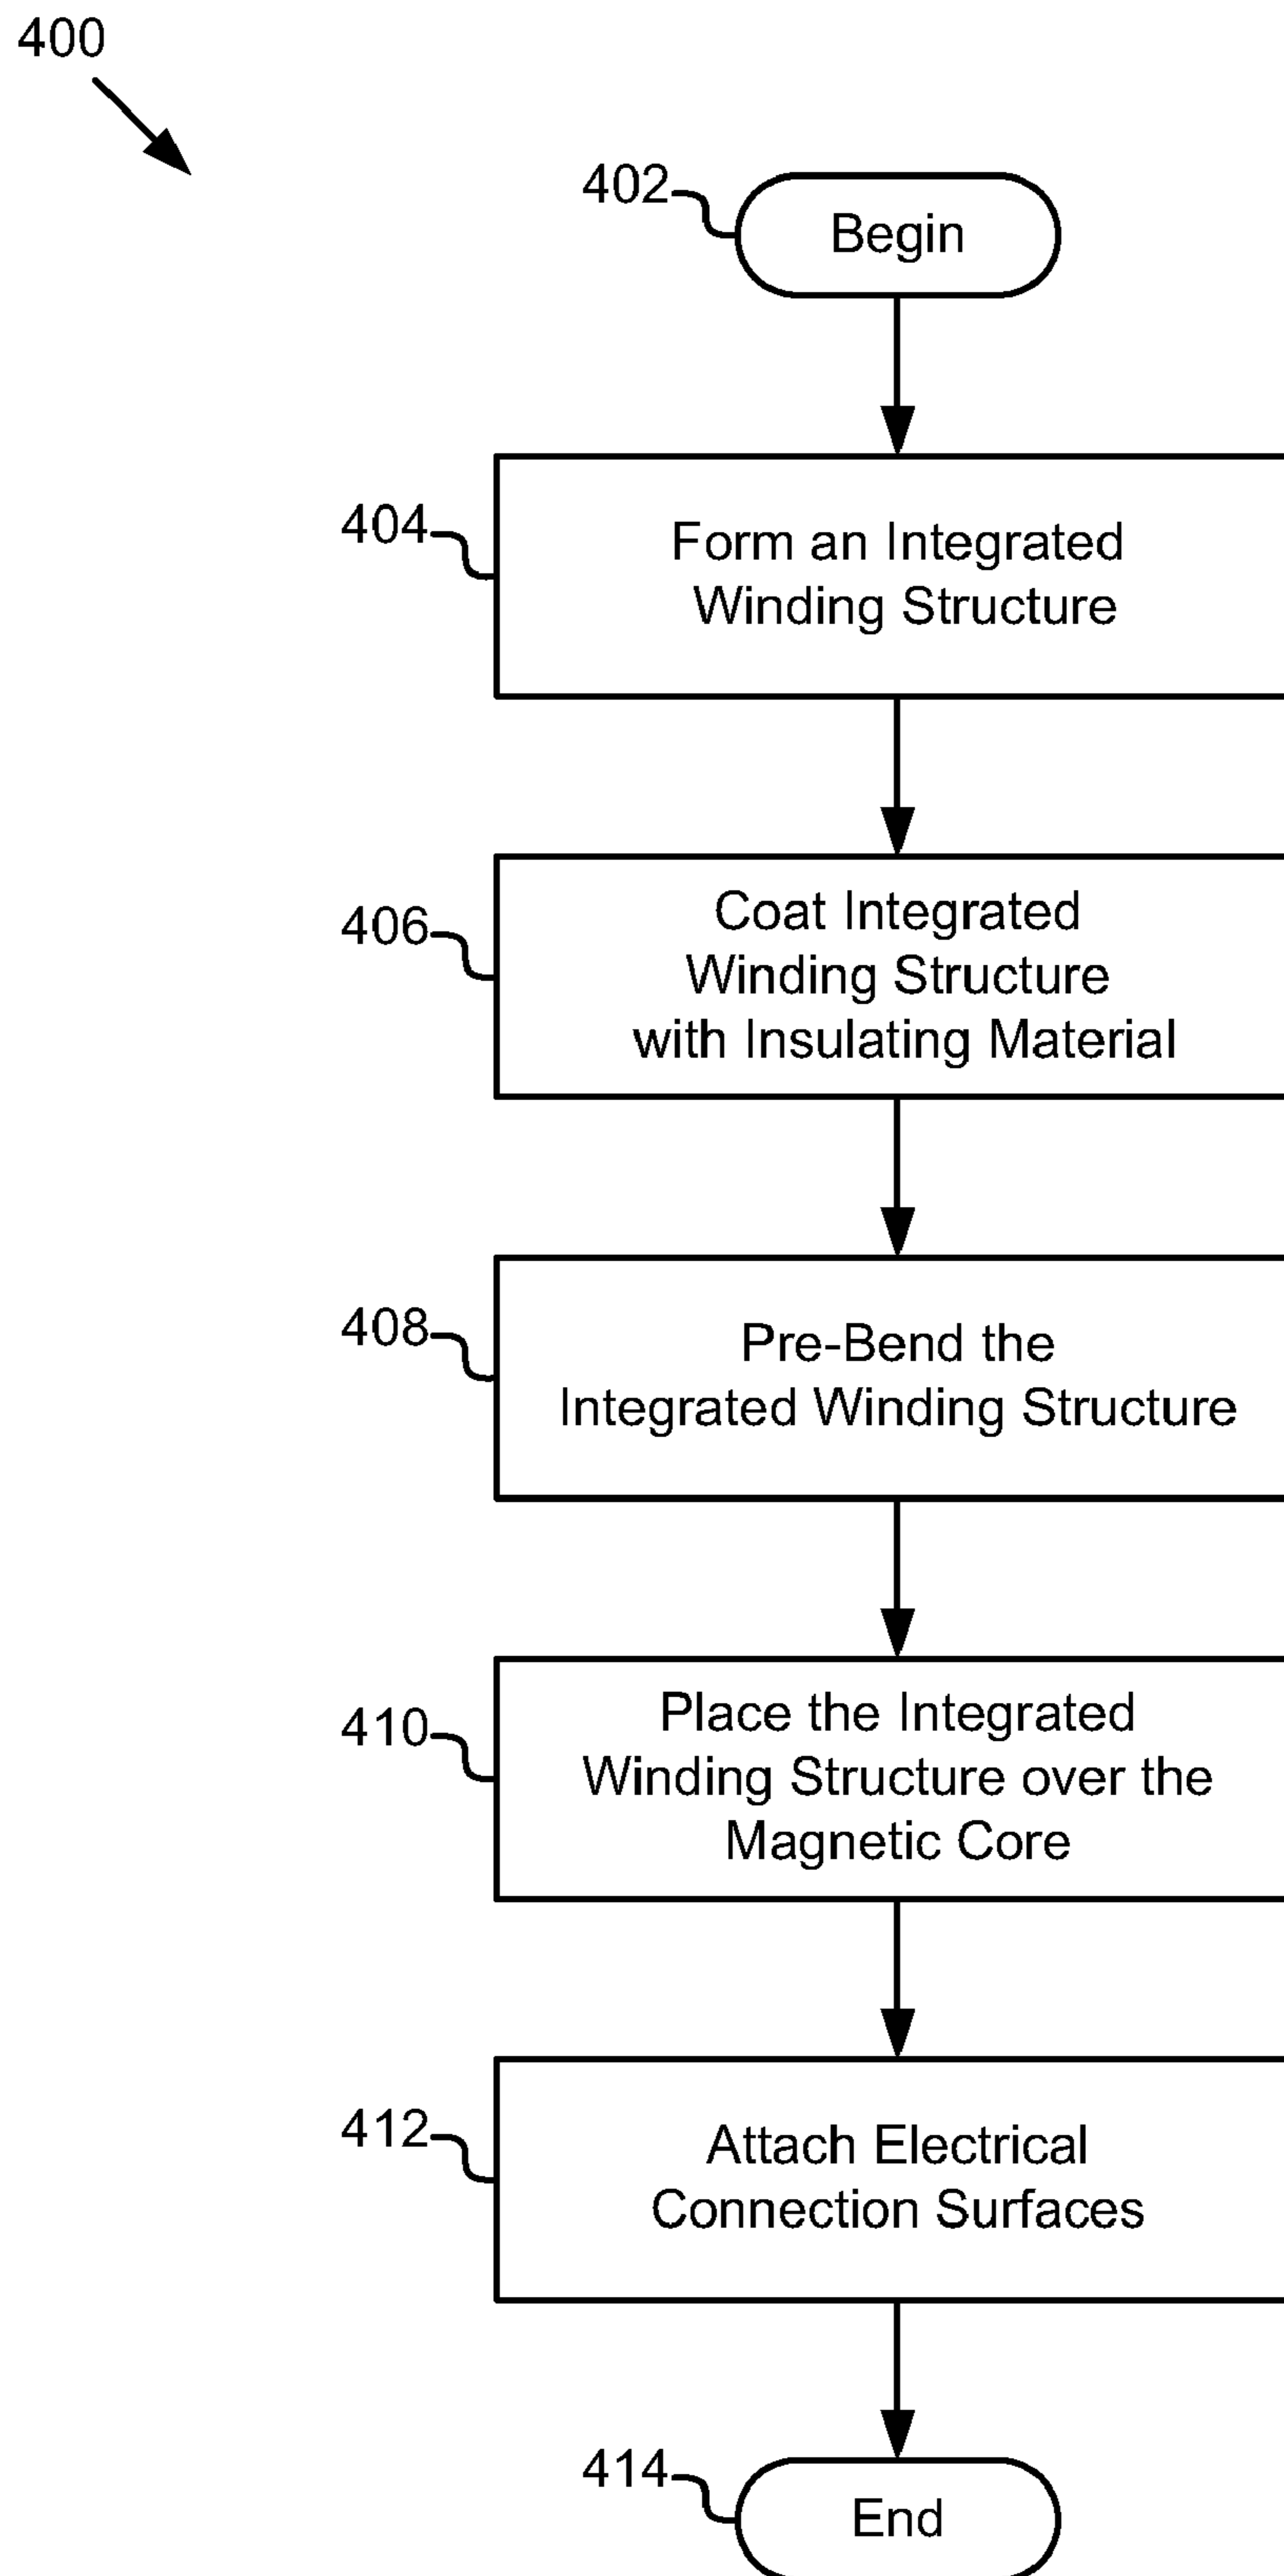 400
402
Begin
404
Form an Integrated
Winding Structure
406
Coat Integrated
Winding Structure
with Insulating Material
408
Pre-Bend the
Integrated Winding Structure
410
Place the Integrated
Winding Structure over the
Magnetic Core
412
Attach Electrical
Connection Surfaces
414
End